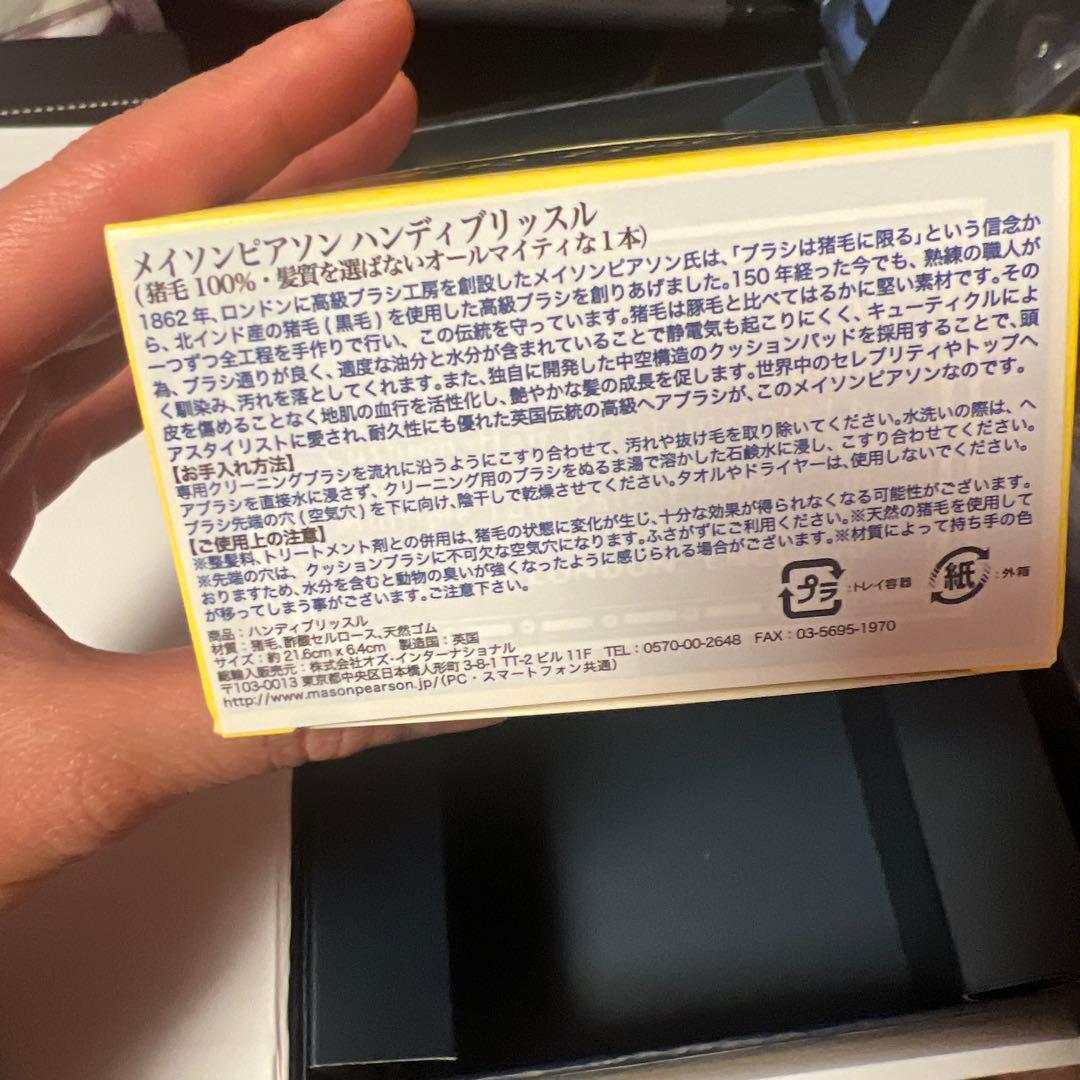 メイソンピアソン ハンディブリッスル
(猪毛 100%・髪質を選ばないオールマイティな1本)
1862 年、ロンドンに高級ブラシ工房を創設したメイソンピアソン氏は、「ブラシは猪毛に限る」という信念か
ら、北インド産の猪毛(黒毛)を使用した高級ブラシを創りあげました。150 年経った今でも、熟練の職人が
一つずつ全工程を手作りで行い、この伝統を守っています。猪毛は豚毛と比べてはるかに堅い素材です。その
為、ブラシ通りが良く、適度な油分と水分が含まれていることで静電気も起こりにくく、キューティクルによ
く馴染み、汚れを落としてくれます。また、独自に開発した中空構造のクッションパッドを採用することで、頭
皮を傷めることなく地肌の血行を活性化し、艶やかな髪の成長を促します。世界中のセレブリティやトップヘ
アスタイリストに愛され、耐久性にも優れた英国伝統の高級ヘアブラシが、このメイソンピアソンなのです。
【お手入れ方法】
専用クリーニングブラシを流れに沿うようにこすり合わせて、汚れや抜け毛を取り除いてください。水洗いの際は、ヘ
アブラシを直接水に浸さず、クリーニング用のブラシをぬるま湯で溶かした石鹸水に浸し、こすり合わせてください。
ブラシ先端の穴(空気穴)を下に向け、陰干しで乾燥させてください。タオルやドライヤーは、使用しないでください。
【ご使用上の注意】
※整髪料、トリートメント剤との併用は、猪毛の状態に変化が生じ、十分な効果が得られなくなる可能性がございます。
※先端の穴は、クッションブラシに不可欠な空気穴になります。ふさがずにご利用ください。※天然の猪毛を使用して
おりますため、水分を含むと動物の臭いが強くなったように感じられる場合がございます。※材質によって持ち手の色
が移ってしまう事がございます。ご注意下さい。
商品:ハンディブリッスル
材質:猪毛、酢酸セルロース、天然ゴム
サイズ:約 21.6cm x 6.4cm 製造国:英国
総輸入販売元:株式会社オズ・インターナショナル
〒103-0013 東京都中央区日本橋人形町 3-8-1 TT-2 ビル 11F TEL:0570-00-2648 FAX:03-5695-1970
http://www.masonpearson.jp/(PC・スマートフォン共通)
プラ :トレイ容器 紙 :外箱